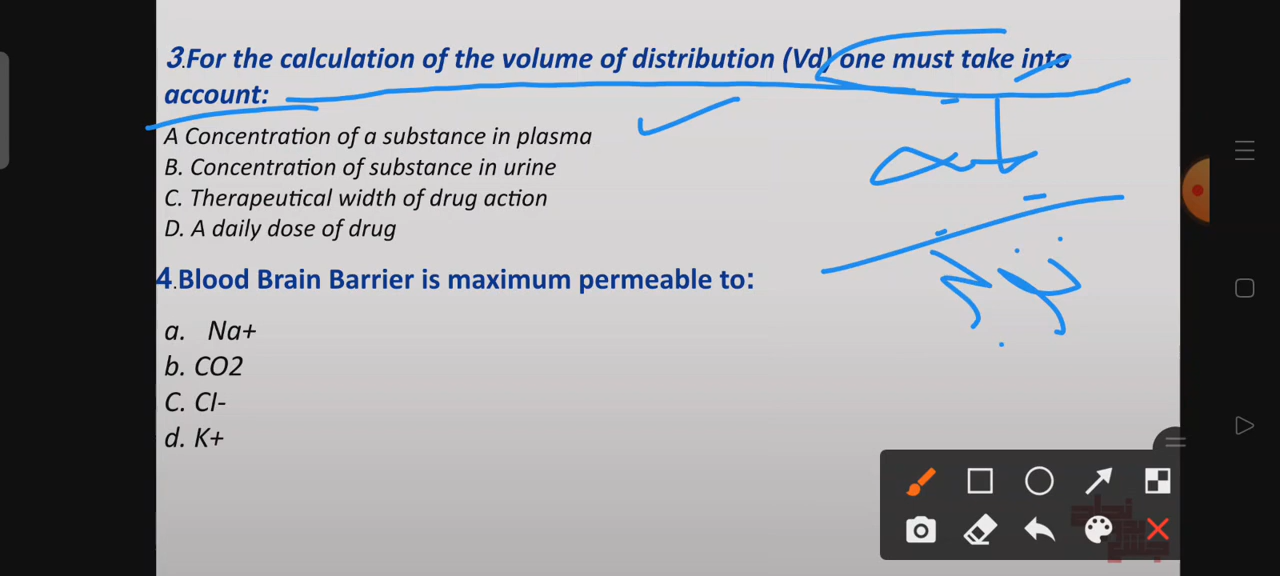 3.For the calculation of the volume of distribution (Vd) one must take into
account:
A Concentration of a substance in plasma
B. Concentration of substance in urine
C. Therapeutical width of drug action
D. A daily dose of drug
4.Blood Brain Barrier is maximum permeable to:
a. Na+
b. CO2
C. Cl-
d. K+